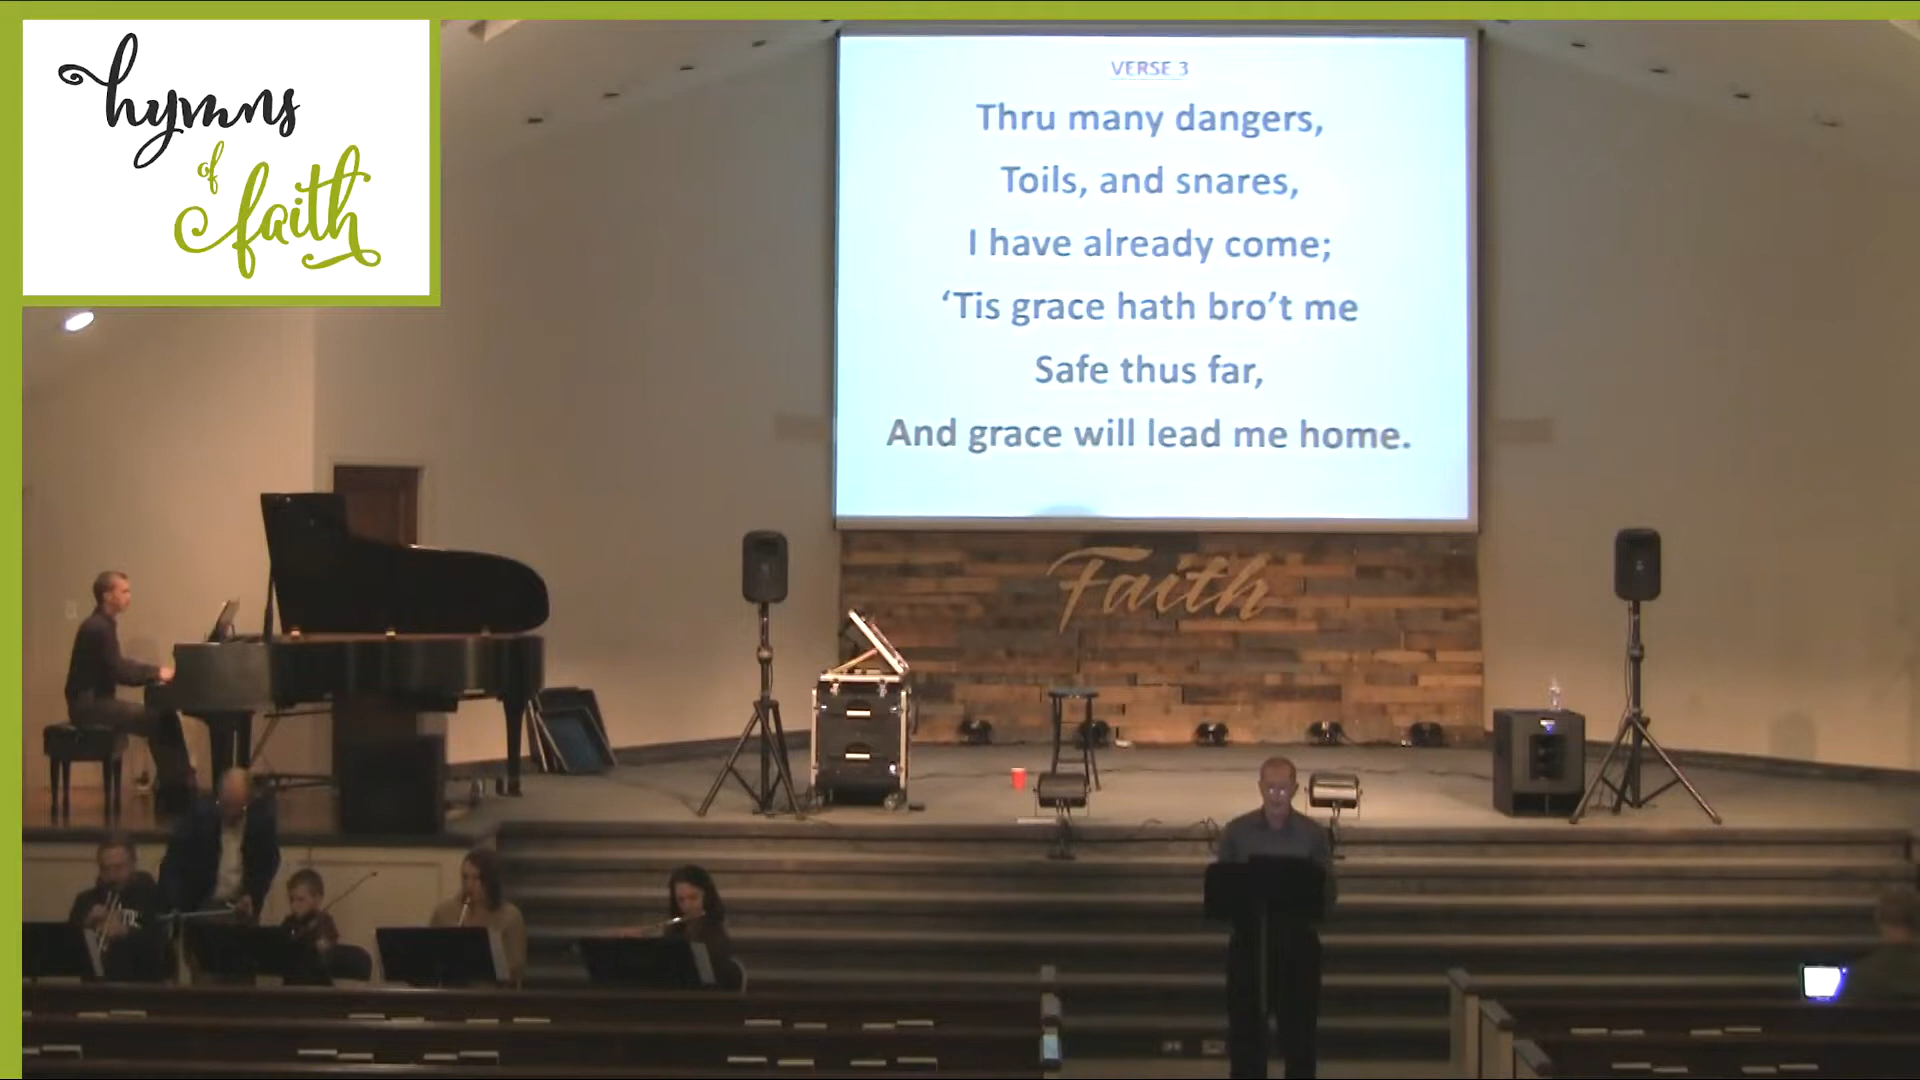 hymns
of
faith
VERSE 3
Thru many dangers,
Toils, and snares,
I have already come;
‘Tis grace hath bro’t me
Safe thus far,
And grace will lead me home.
Faith